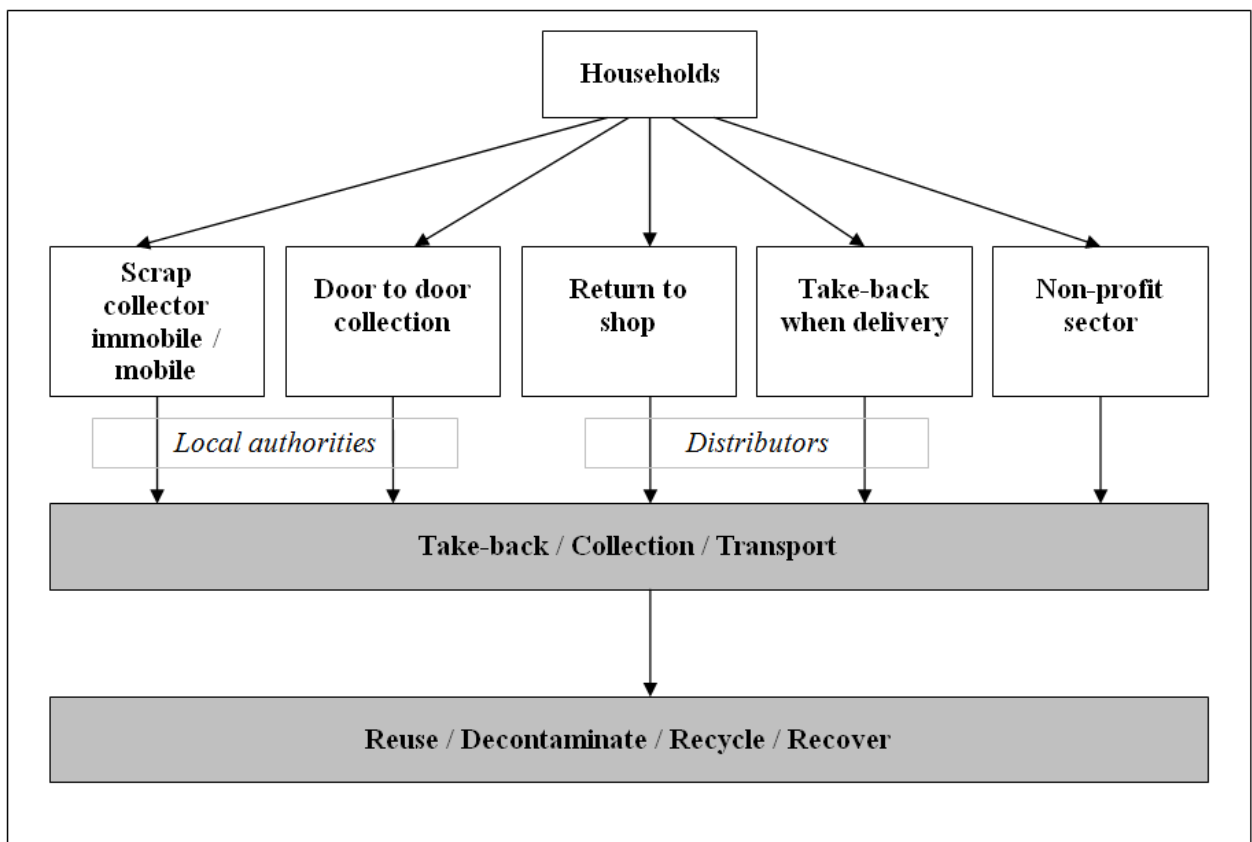 Households
Scrap
collector
immobile /
mobile
Door to door
collection
Return to
shop
Take-back
when delivery
Non-profit
sector
Local authorities
Distributors
Take-back / Collection / Transport
Reuse / Decontaminate / Recycle / Recover